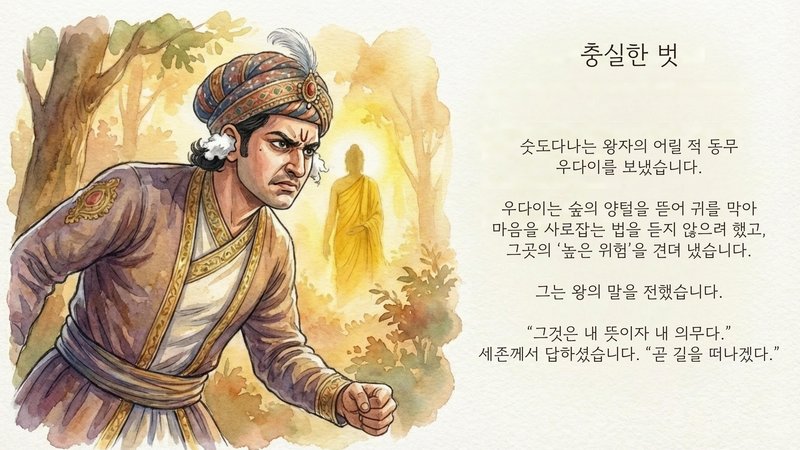 충실한 벗
숫도다나는 왕자의 어릴 적 동무
우다이를 보냈습니다.
우다이는 숲의 양털을 뜯어 귀를 막아
마음을 사로잡는 법을 듣지 않으려 했고,
그곳의 ‘높은 위험’을 견뎌 냈습니다.
그는 왕의 말을 전했습니다.
“그것은 내 뜻이자 내 의무다.”
세존께서 답하셨습니다. “곧 길을 떠나겠다.”